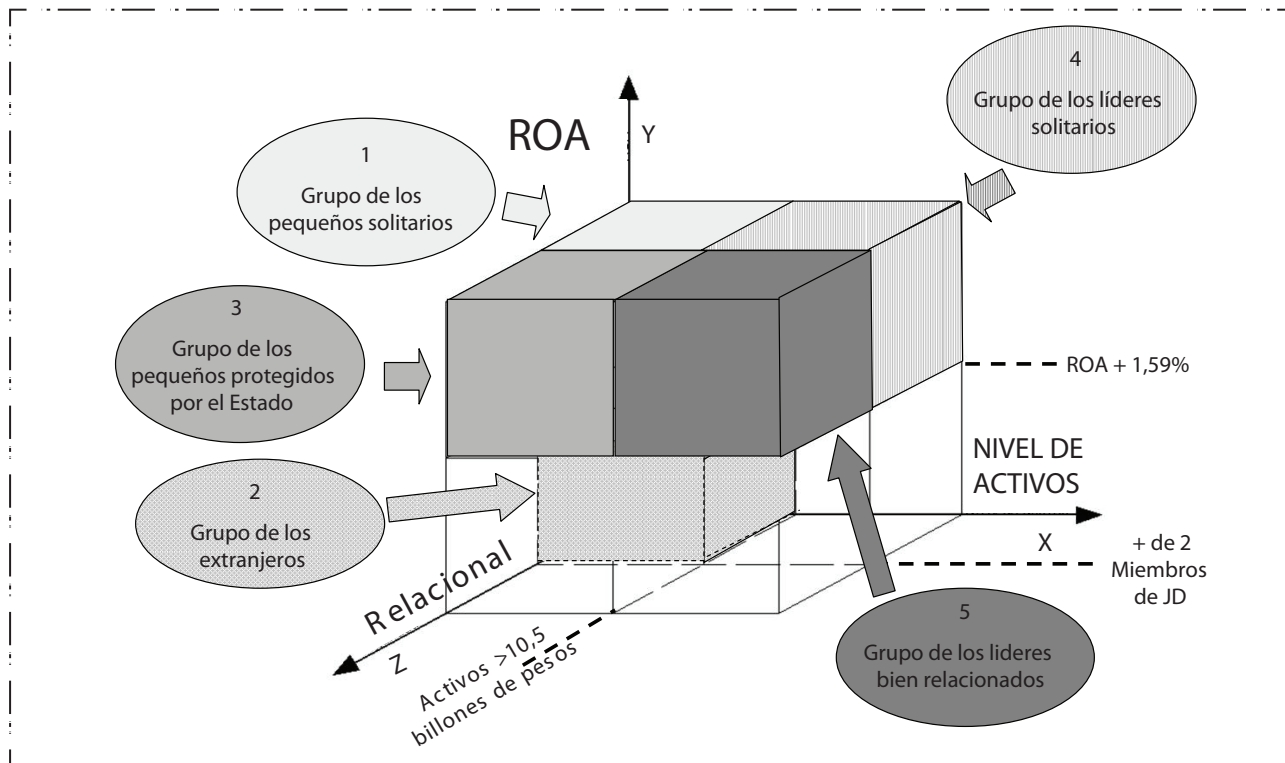 ROA
Y
1
Grupo de los
pequeños solitarios
4
Grupo de los líderes
solitarios
3
Grupo de los
pequeños protegidos
por el Estado
ROA + 1,59%
2
Grupo de los
extranjeros
NIVEL DE
ACTIVOS
X
+ de 2
Miembros
de JD
Relacional
Z
Activos >10,5
billones de pesos
5
Grupo de los lideres
bien relacionados